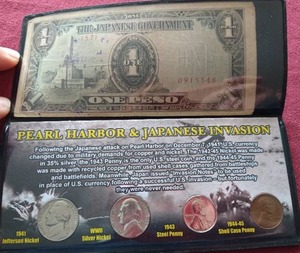 THE JAPANESE GOVERNMENT
1
1
ONE PESO
PEARL HARBOR & JAPANESE INVASION
Following the Japanese attack on Pearl Harbor on December 7, 1941, U.S. currency
changed due to military demands for copper and nickel. The 1942-45 Nickel was made
in 35% silver, the 1943 Penny is the only U.S. steel coin, and the 1944-45 Penny
was made with recycled copper from used shell cases gathered from bases
and battlefields. Meanwhile, Japan issued "Invasion Notes" to be used
in place of U.S. currency following a successful U.S. invasion, but fortunately
they were never needed.
1941
Jefferson Nickel
WWII
Silver Nickel
1943
Steel Penny
1944-45
Shell Case Penny